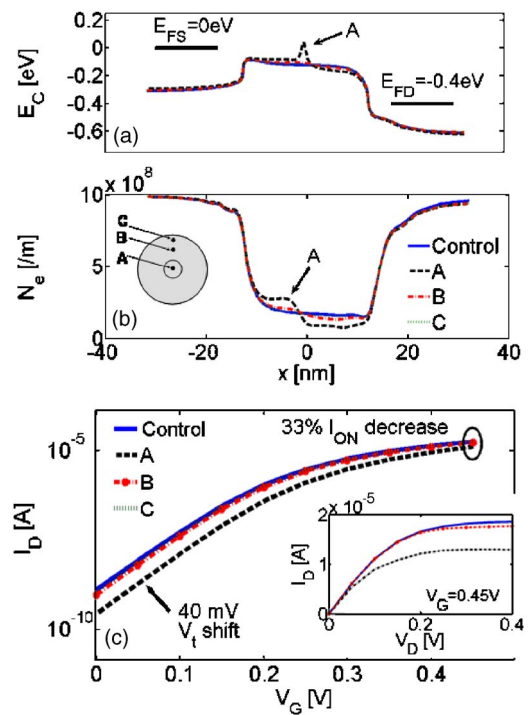 E_FS=0eV
A
E_FD=-0.4eV
E_C [eV]
0
-0.2
-0.4
-0.6
(a)
x 10^8
10
5
0
N_e [/m]
C
B
A
A
Control
A
B
C
(b)
-40 -20 0 20 40
x [nm]
Control
A
B
C
33% I_ON decrease
10^-5
10^-10
I_D [A]
40 mV
V_t shift
(c)
x 10^-5
2
1
0
I_D [A]
V_G=0.45V
0 0.2 0.4
V_D [V]
0 0.1 0.2 0.3 0.4
V_G [V]